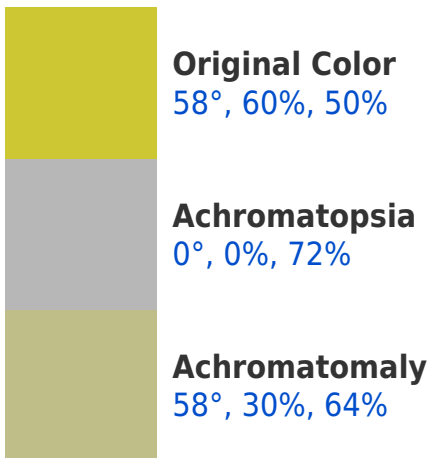 Original Color
58°, 60%, 50%
Achromatopsia
0°, 0%, 72%
Achromatomaly
58°, 30%, 64%